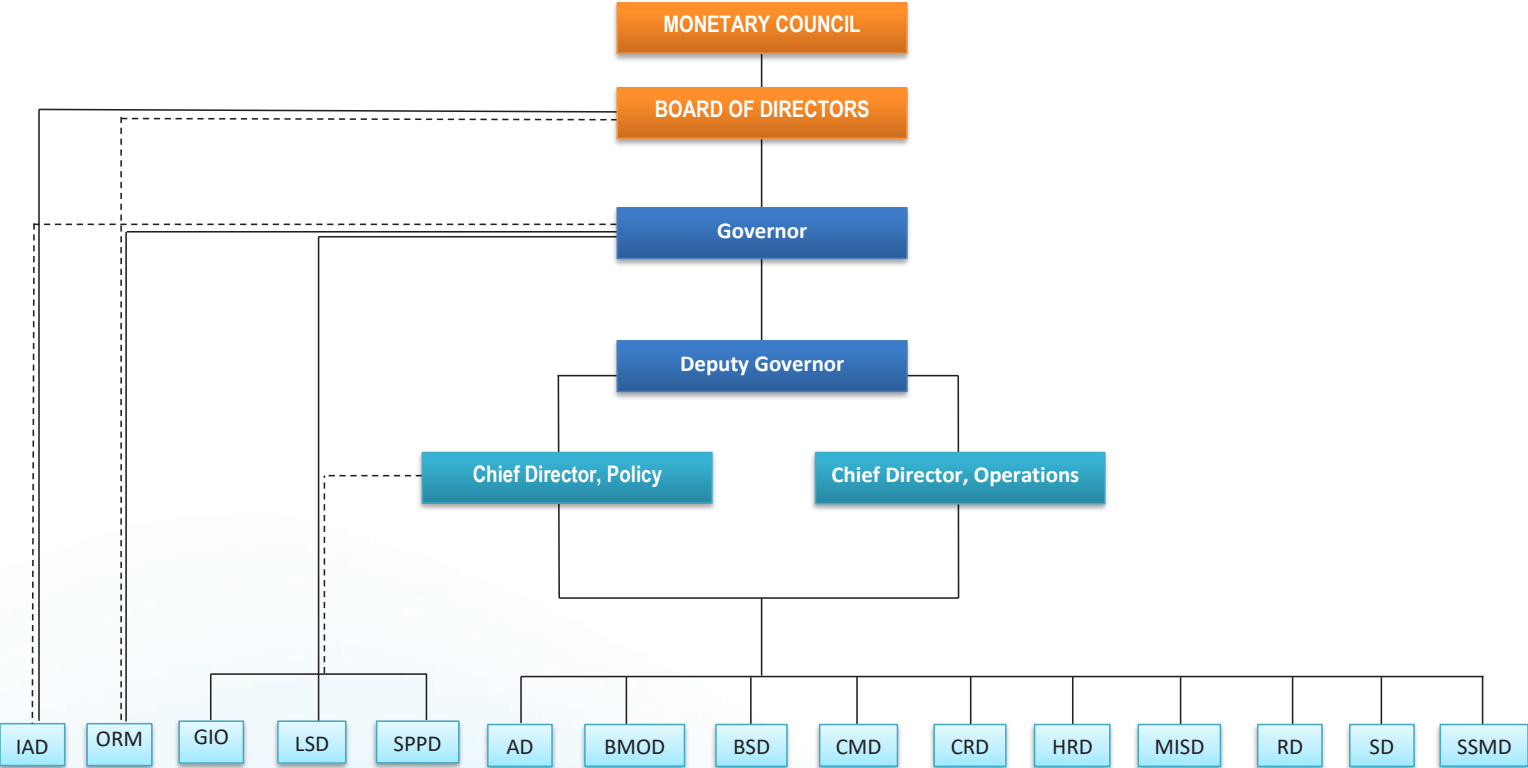 MONETARY COUNCIL
BOARD OF DIRECTORS
Governor
Deputy Governor
Chief Director, Policy
Chief Director, Operations
IAD
ORM
GIO
LSD
SPPD
AD
BMOD
BSD
CMD
CRD
HRD
MISD
RD
SD
SSMD